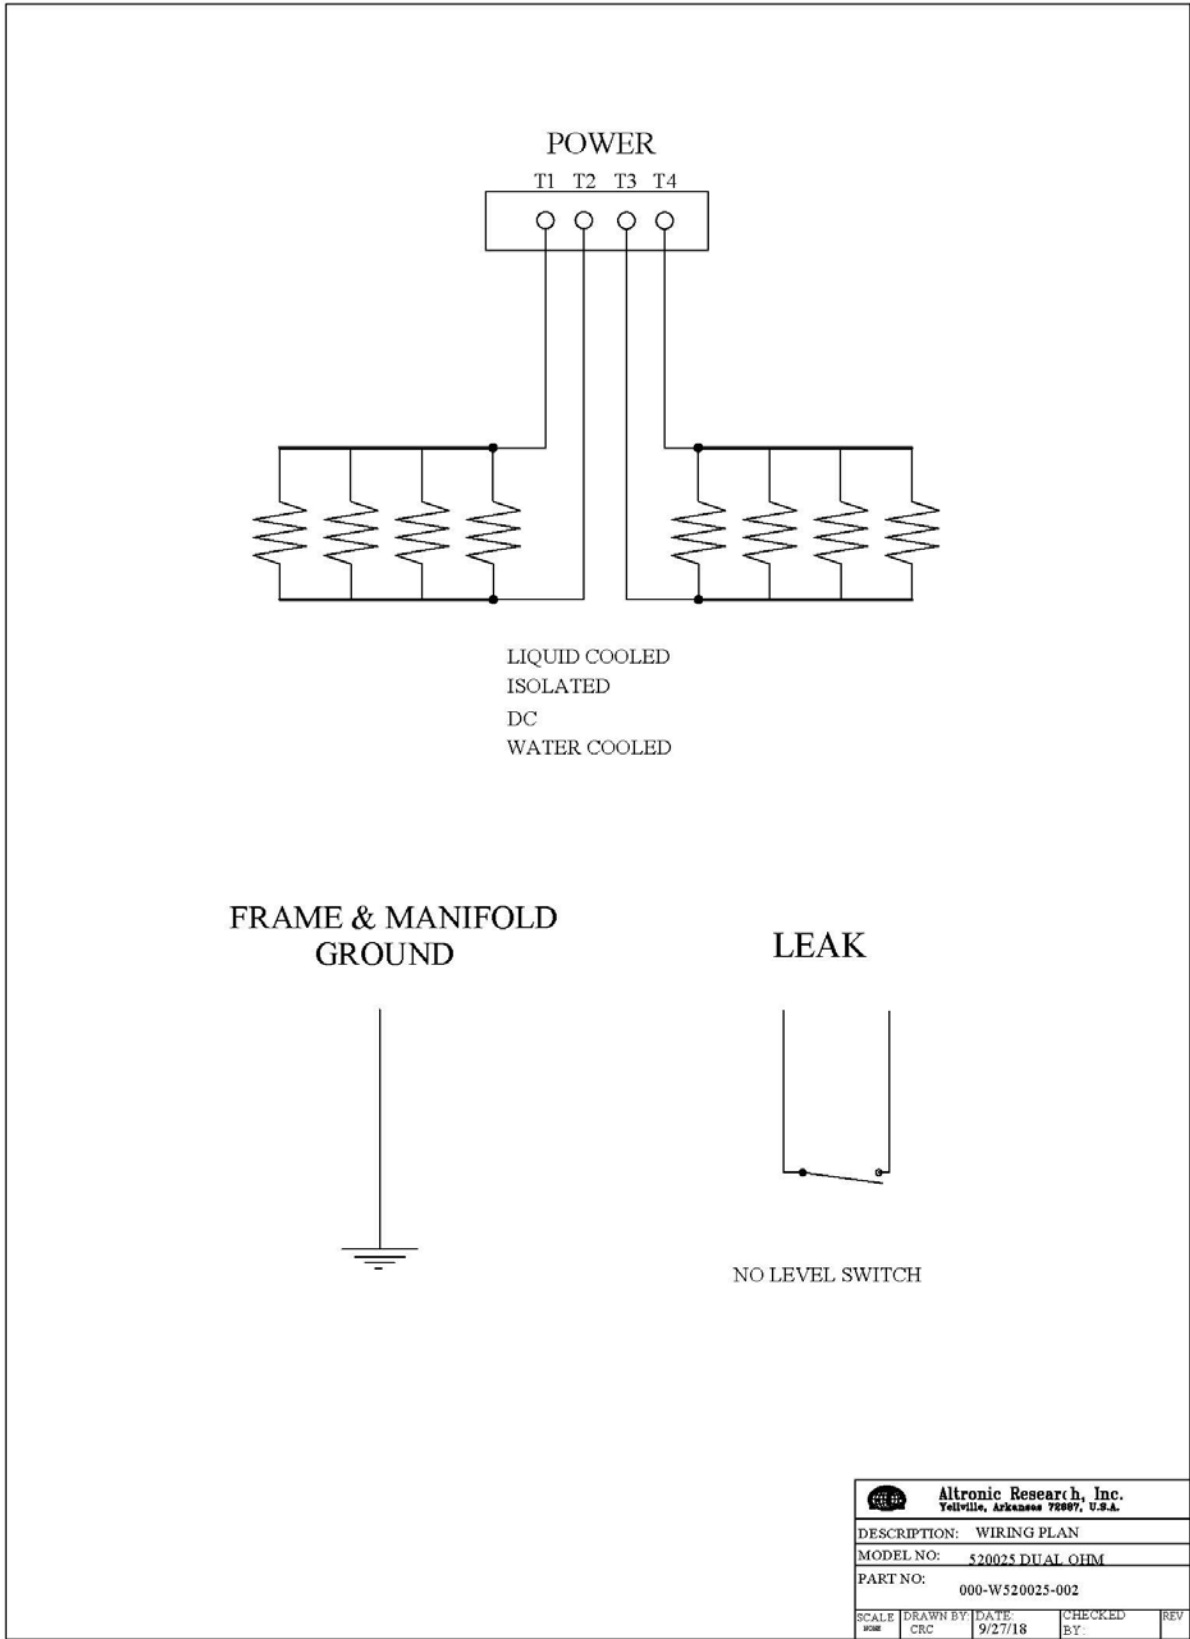 POWER
T1 T2 T3 T4
LIQUID COOLED
ISOLATED
DC
WATER COOLED
FRAME & MANIFOLD
GROUND
LEAK
NO LEVEL SWITCH
Altronic Research, Inc.
Yellville, Arkansas 72687, U.S.A.
DESCRIPTION: WIRING PLAN
MODEL NO: 520025 DUAL OHM
PART NO:
000-W520025-002
SCALE DRAWN BY: DATE: CHECKED REV
NONE CRC 9/27/18 BY: